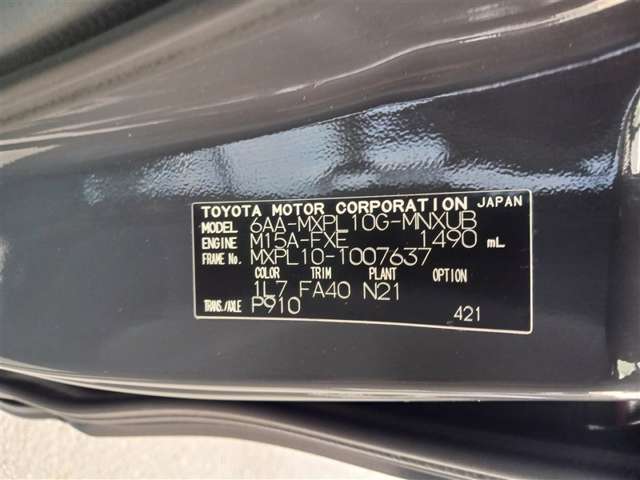 TOYOTA MOTOR CORPORATION JAPAN
MODEL 6AA-MXPL10G-MNXUB
ENGINE M15A-FXE 1490 mL
FRAME No. MXPL10-1007637
COLOR TRIM PLANT OPTION
1L7 FA40 N21
TRANS./AXLE P910
421